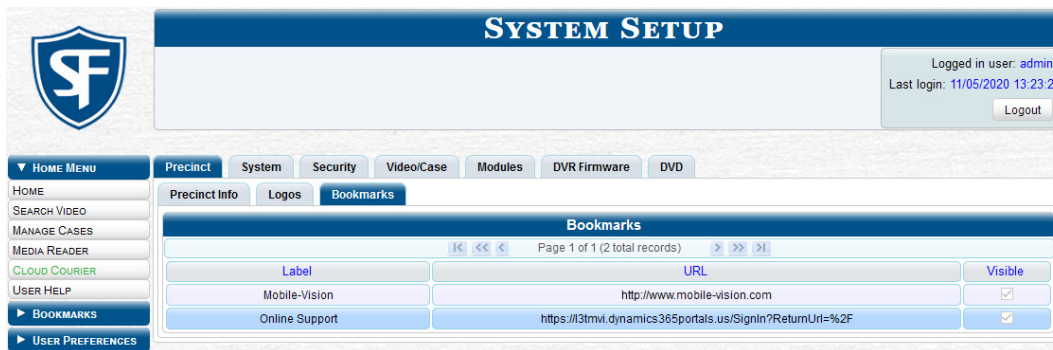 SYSTEM SETUP
SF
Logged in user: admin
Last login: 11/05/2020 13:23:2
Logout
▼ HOME MENU
HOME
SEARCH VIDEO
MANAGE CASES
MEDIA READER
CLOUD COURIER
USER HELP
► BOOKMARKS
► USER PREFERENCES
Precinct System Security Video/Case Modules DVR Firmware DVD
Precinct Info Logos Bookmarks
Bookmarks
|< << < Page 1 of 1 (2 total records) > >> >|
Label URL Visible
Mobile-Vision http://www.mobile-vision.com
Online Support https://l3tmvi.dynamics365portals.us/SignIn?ReturnUrl=%2F